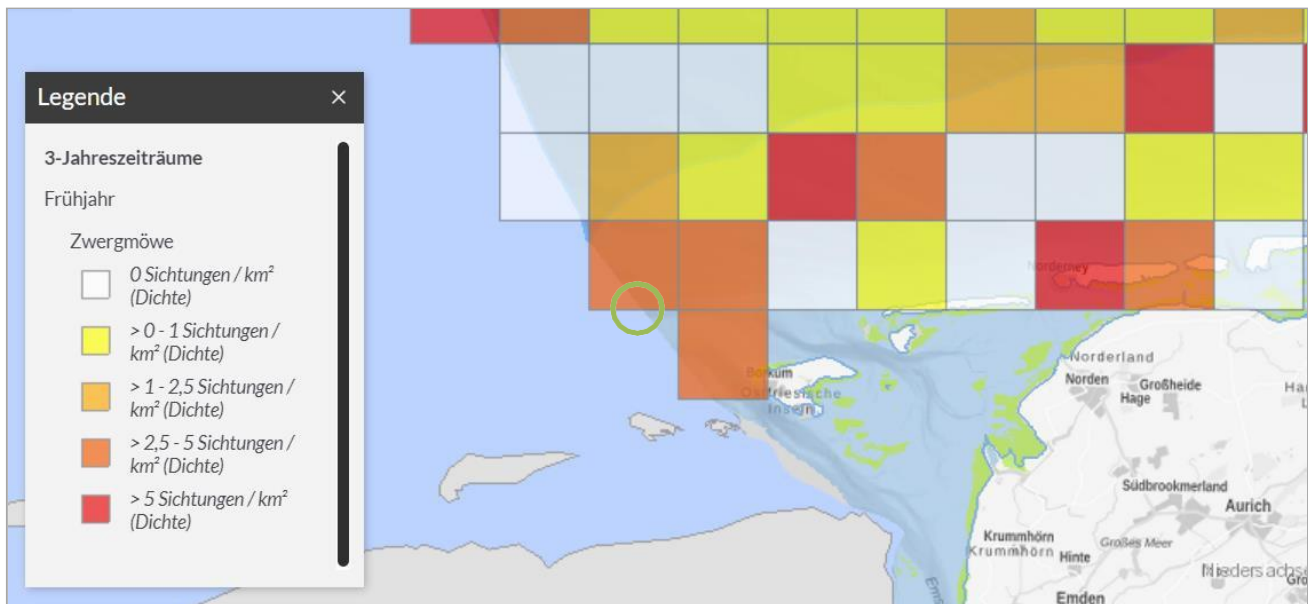 Legende ×
3-Jahreszeiträume
Frühjahr
Zwergmöwe
0 Sichtungen / km²
(Dichte)
> 0 - 1 Sichtungen /
km² (Dichte)
> 1 - 2,5 Sichtungen /
km² (Dichte)
> 2,5 - 5 Sichtungen /
km² (Dichte)
> 5 Sichtungen / km²
(Dichte)
Norderney
Norderland
Norden
Großheide
Hage
Borkum
Ostfriesische
Inseln
Südbrookmerland
Aurich
Krummhörn
Krummhörn
Hinte
Großes Meer
Niedersachse
Emden
Ems